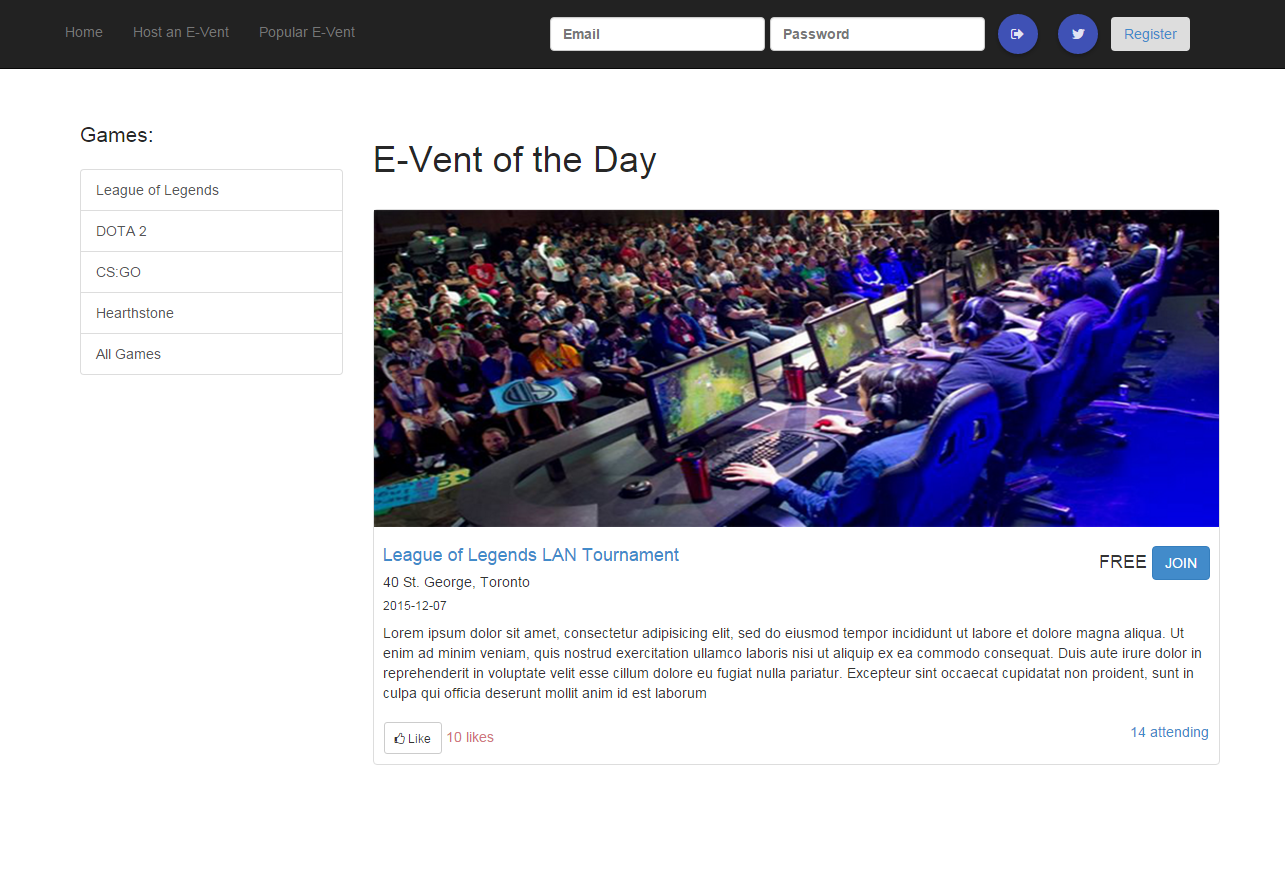 Home Host an E-Vent Popular E-Vent Email Password Register
Games:
League of Legends
DOTA 2
CS:GO
Hearthstone
All Games
E-Vent of the Day
League of Legends LAN Tournament
FREE JOIN
40 St. George, Toronto
2015-12-07
Lorem ipsum dolor sit amet, consectetur adipisicing elit, sed do eiusmod tempor incididunt ut labore et dolore magna aliqua. Ut
enim ad minim veniam, quis nostrud exercitation ullamco laboris nisi ut aliquip ex ea commodo consequat. Duis aute irure dolor in
reprehenderit in voluptate velit esse cillum dolore eu fugiat nulla pariatur. Excepteur sint occaecat cupidatat non proident, sunt in
culpa qui officia deserunt mollit anim id est laborum
Like 10 likes
14 attending